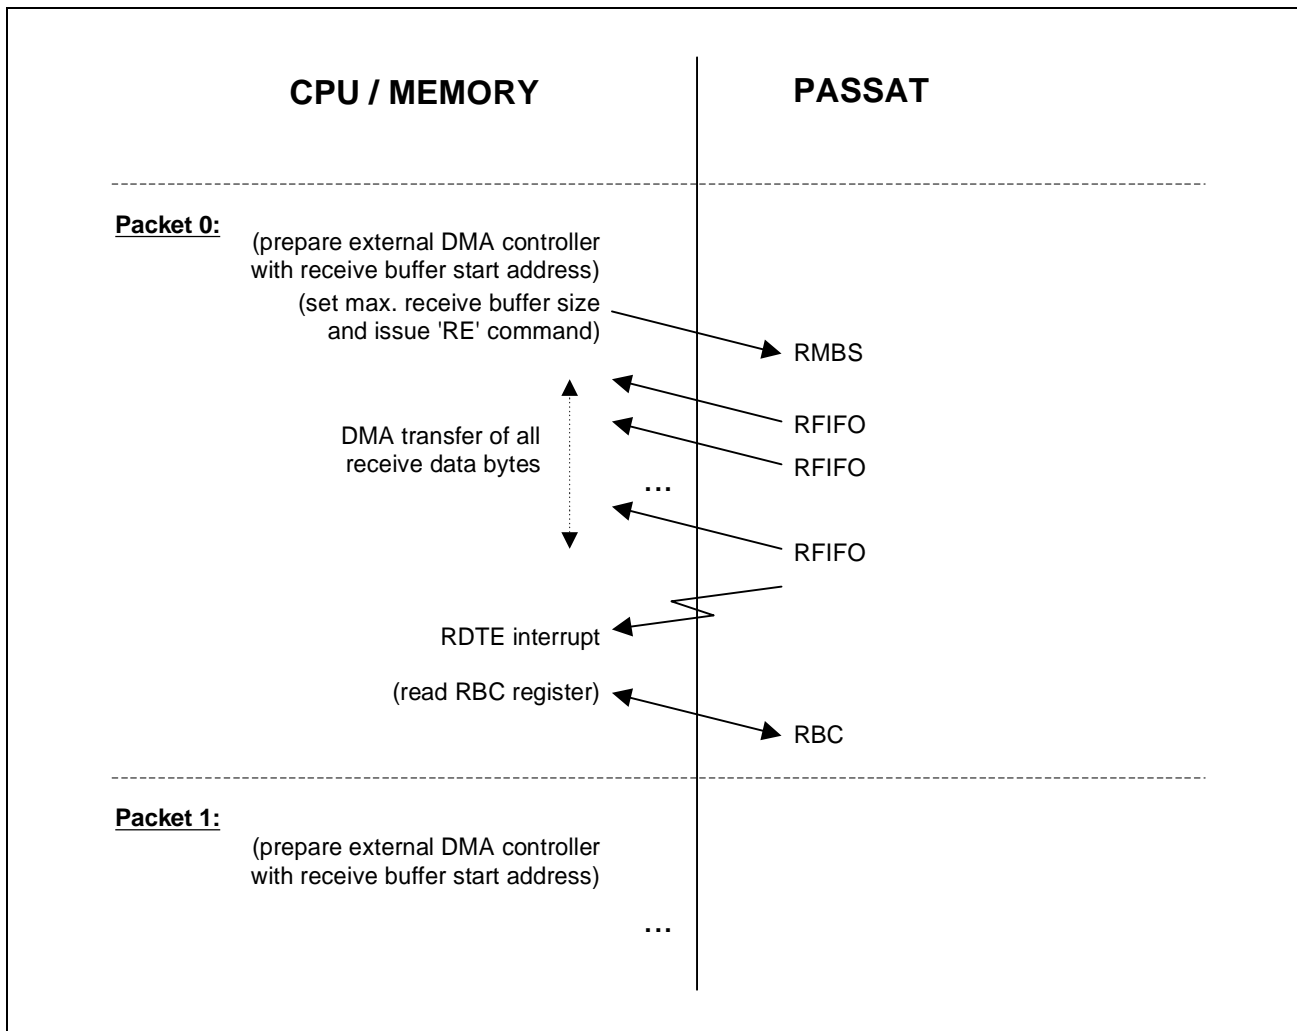 CPU / MEMORY
PASSAT
Packet 0:
(prepare external DMA controller
with receive buffer start address)
(set max. receive buffer size
and issue 'RE' command)
RMBS
RFIFO
DMA transfer of all
receive data bytes
RFIFO
...
RFIFO
RDTE interrupt
(read RBC register)
RBC
Packet 1:
(prepare external DMA controller
with receive buffer start address)
...